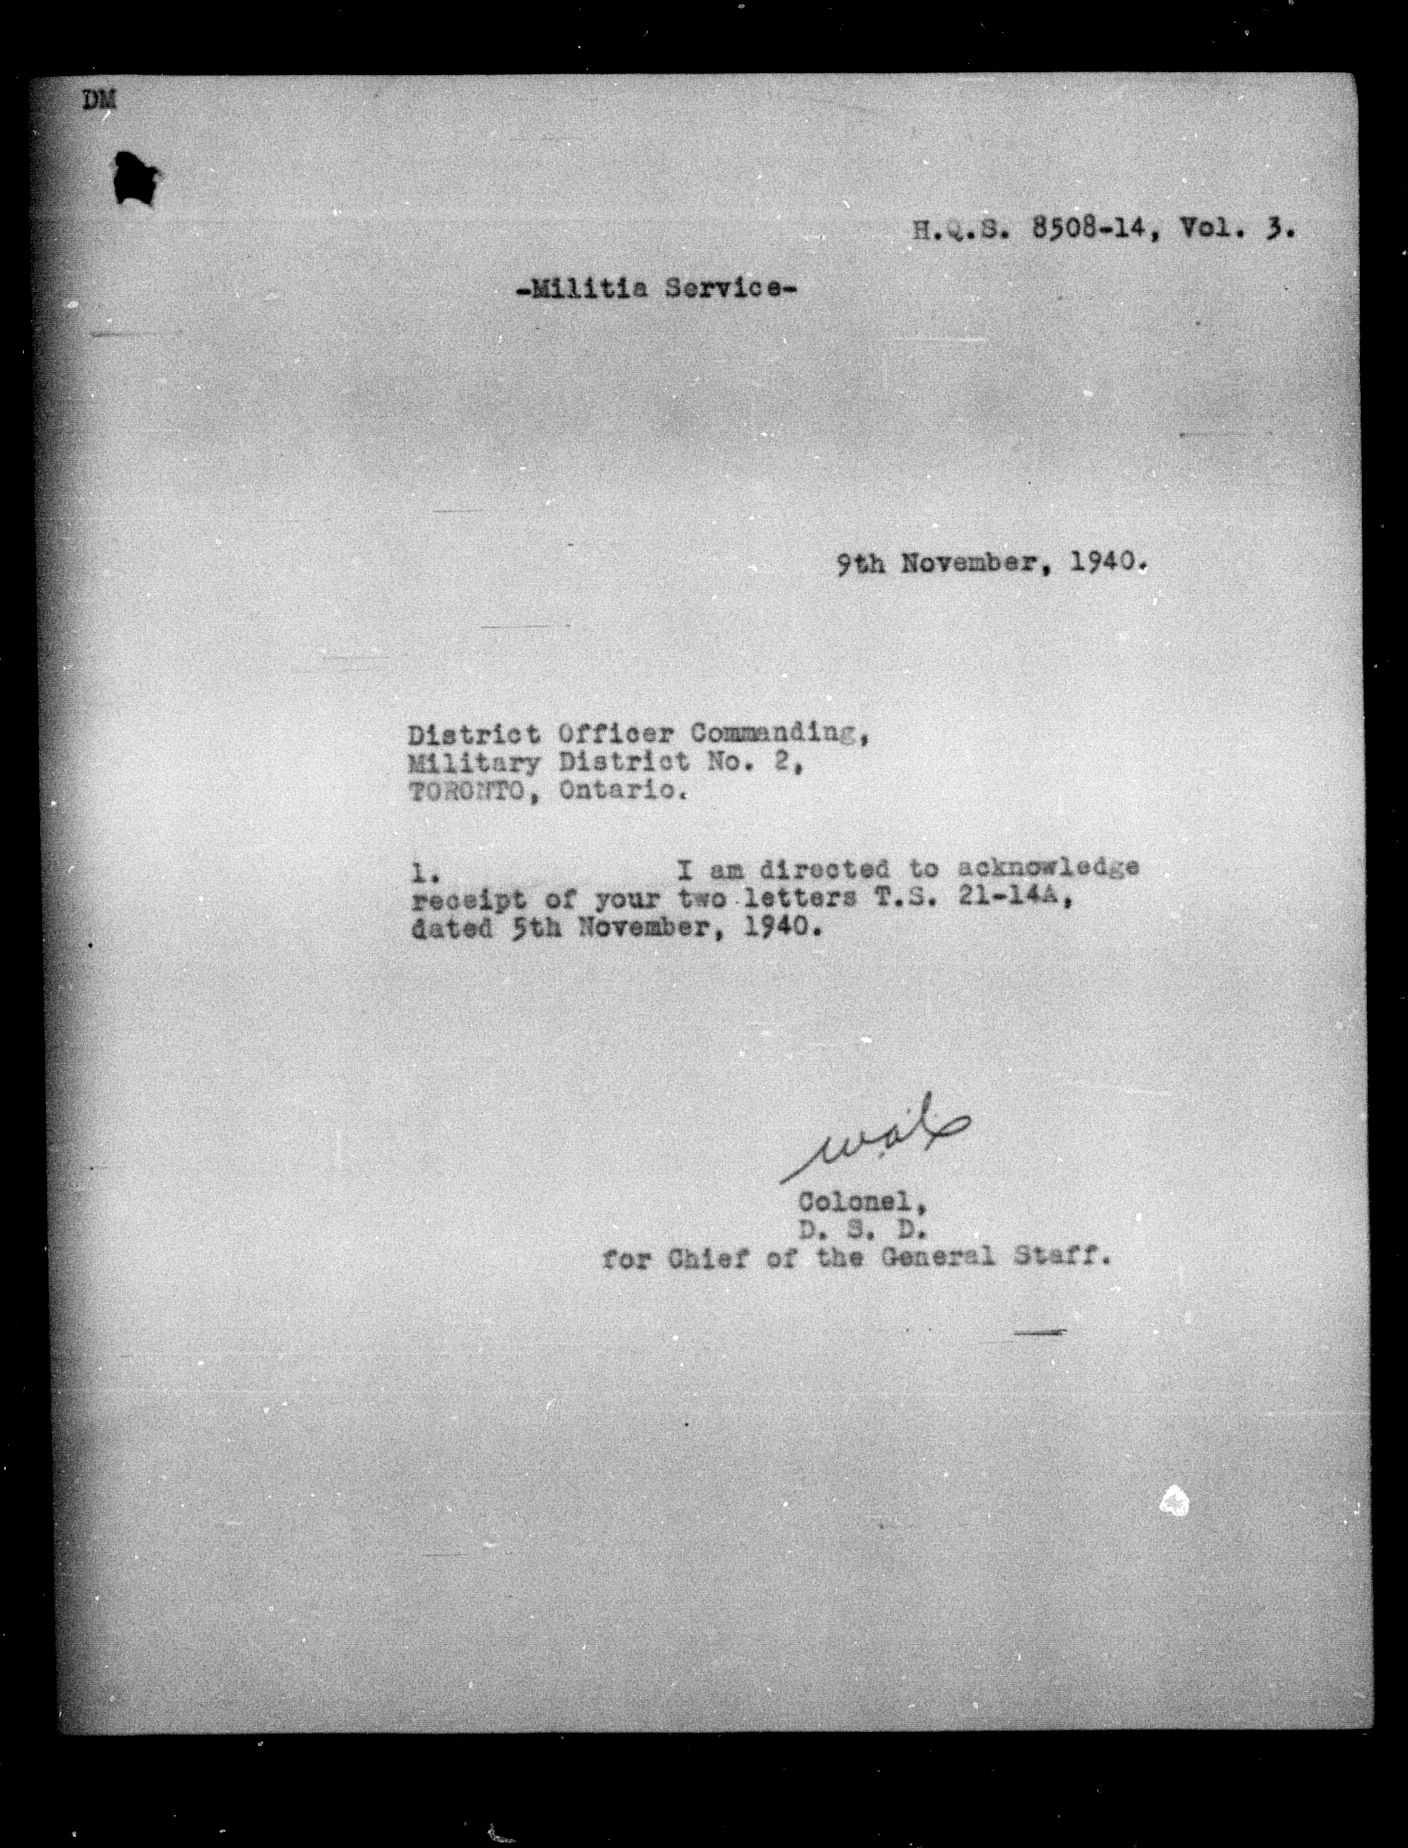 DM
H.Q.S. 8508-14, Vol. 3.
-Militia Service-
9th November, 1940.
District Officer Commanding,
Military District No. 2,
TORONTO, Ontario.
1. I am directed to acknowledge
receipt of your two letters T.S. 21-14A,
dated 5th November, 1940.
Colonel,
D. S. D.
for Chief of the General Staff.